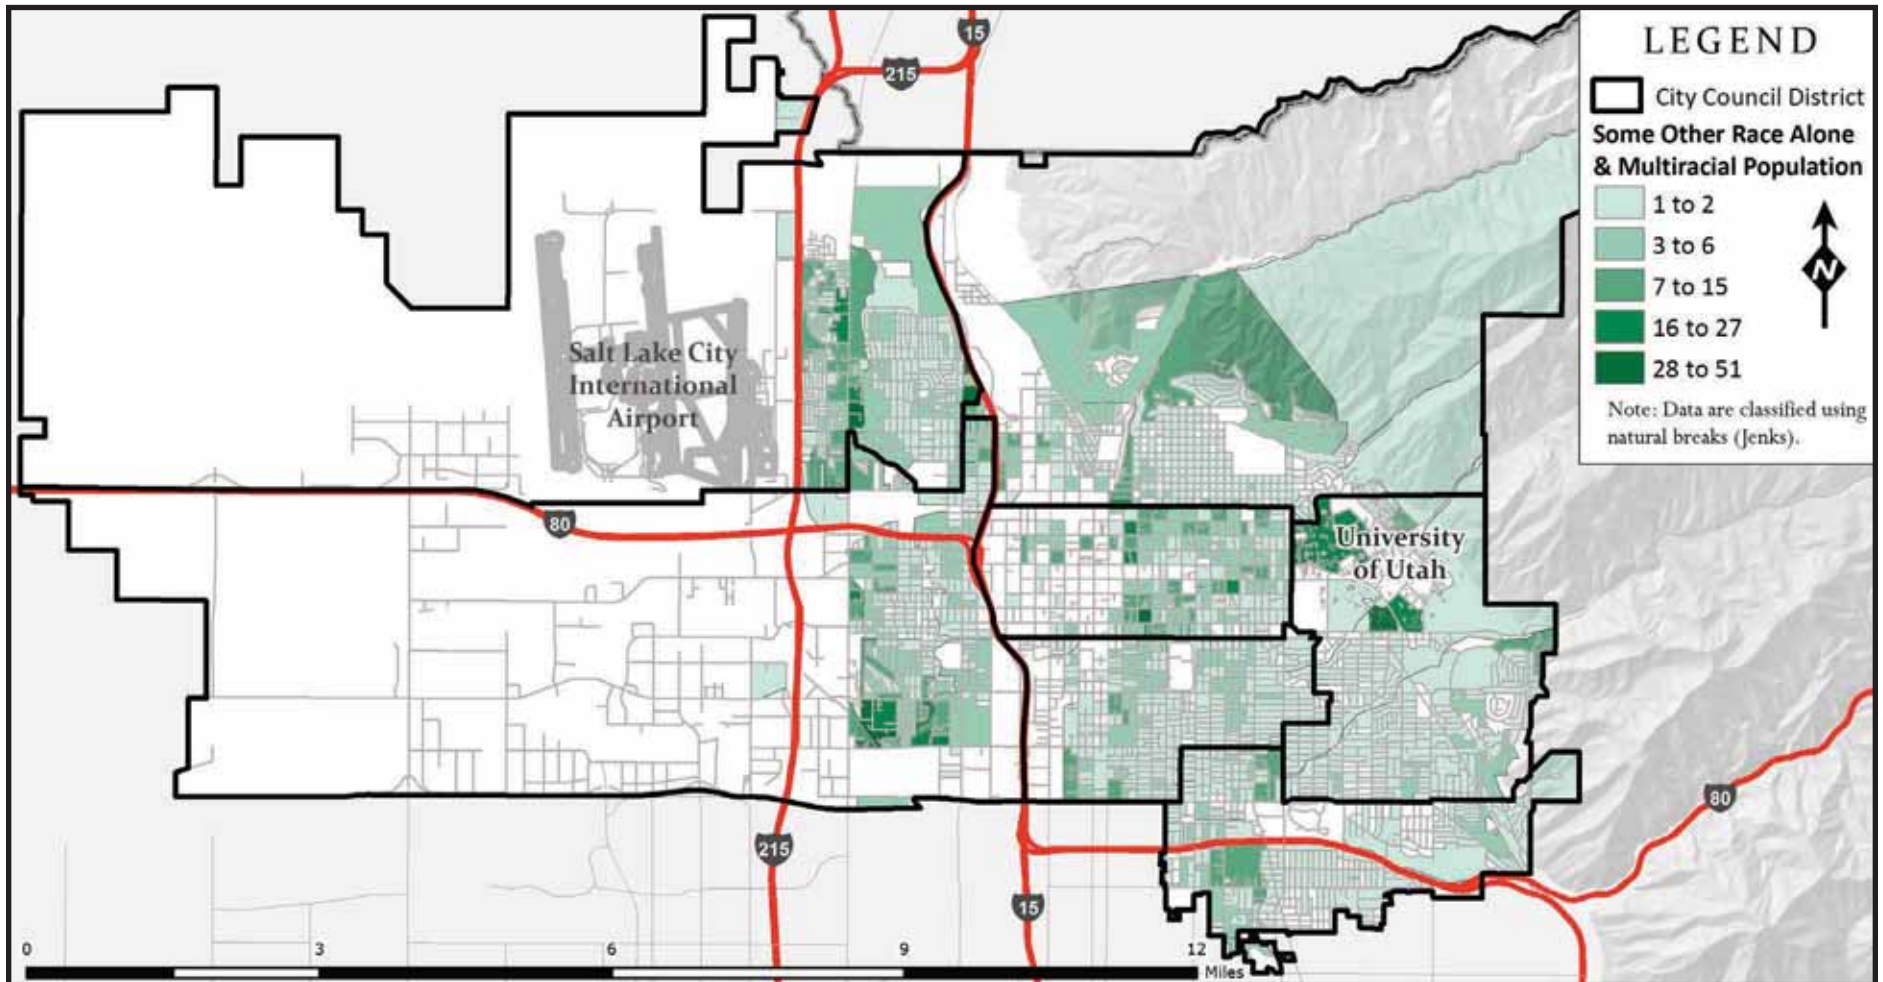 LEGEND
City Council District
Some Other Race Alone
& Multiracial Population
1 to 2
3 to 6
7 to 15
16 to 27
28 to 51
N
Note: Data are classified using
natural breaks (Jenks).
15
215
Salt Lake City
International
Airport
80
University
of Utah
80
215
15
0
3
6
9
12
Miles